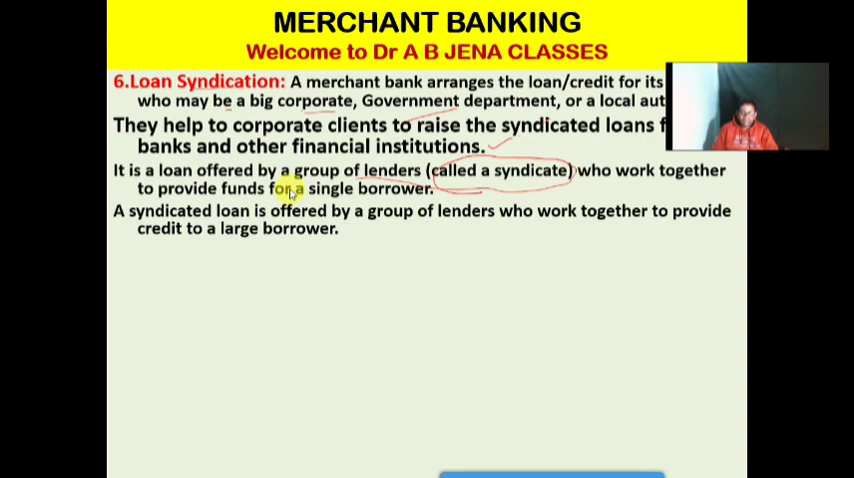 MERCHANT BANKING
Welcome to Dr A B JENA CLASSES
6.Loan Syndication: A merchant bank arranges the loan/credit for its
who may be a big corporate, Government department, or a local
They help to corporate clients to raise the syndicated loans
banks and other financial institutions.
It is a loan offered by a group of lenders (called a syndicate) who work together
to provide funds for a single borrower.
A syndicated loan is offered by a group of lenders who work together to provide
credit to a large borrower.